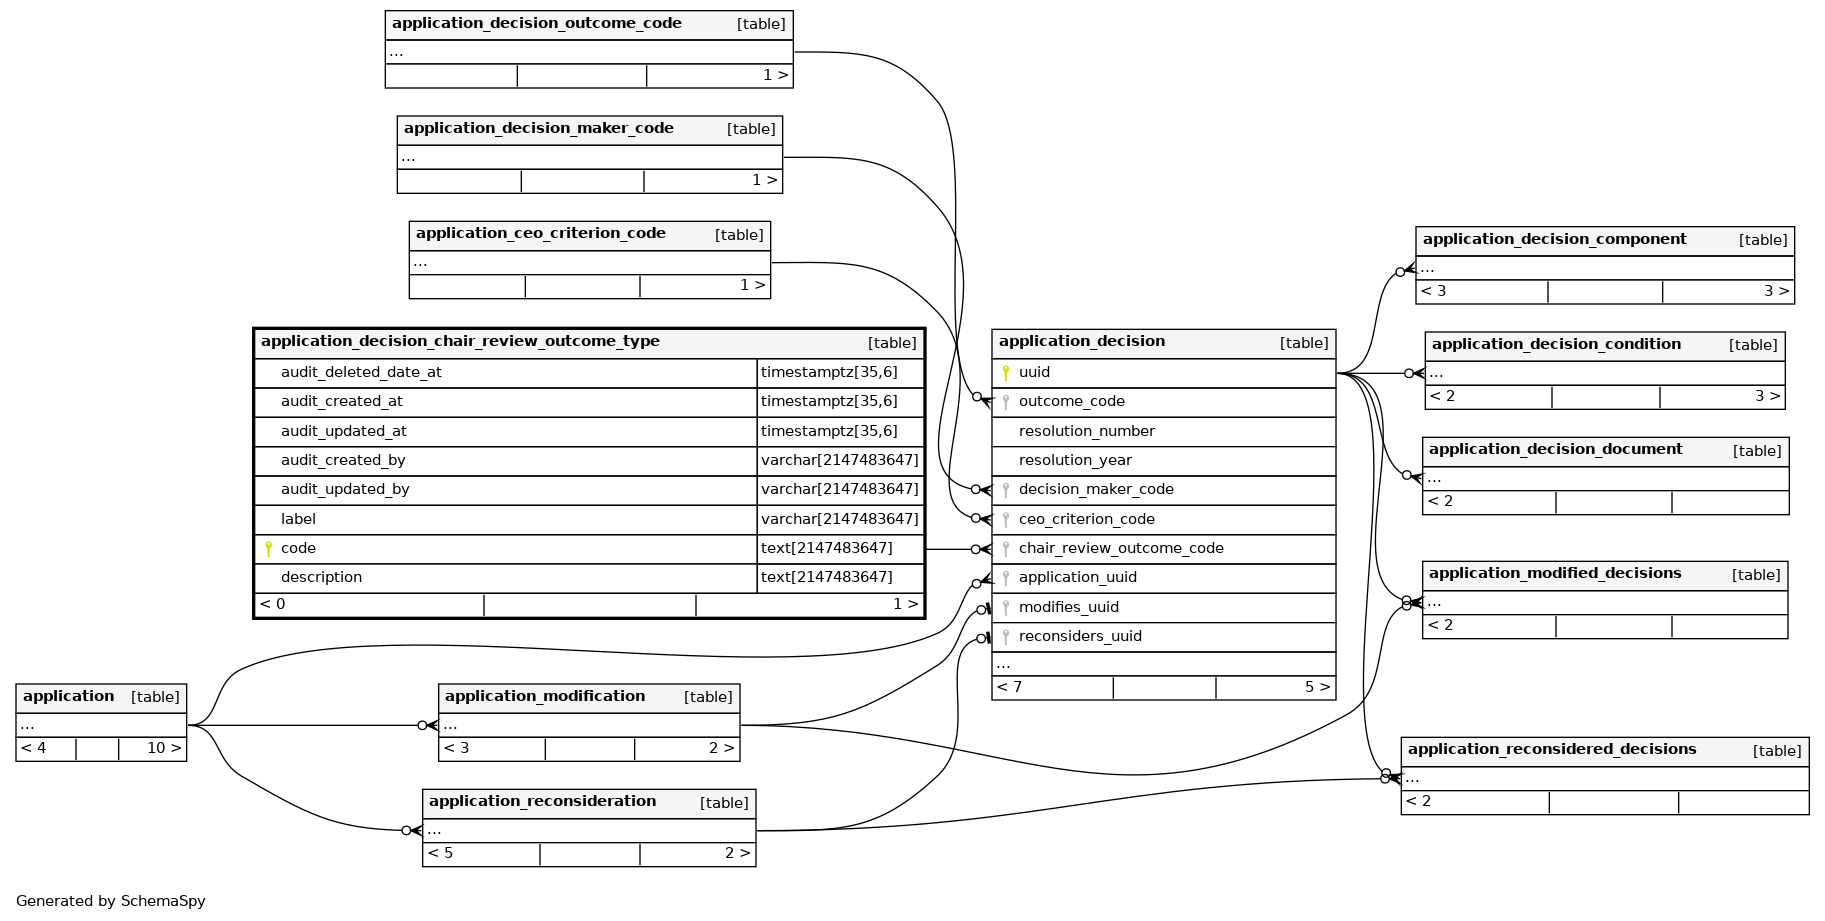 application_decision_outcome_code [table]
...
1 >
application_decision_maker_code [table]
...
1 >
application_ceo_criterion_code [table]
...
1 >
application_decision_chair_review_outcome_type [table]
audit_deleted_date_at timestamptz[35,6]
audit_created_at timestamptz[35,6]
audit_updated_at timestamptz[35,6]
audit_created_by varchar[2147483647]
audit_updated_by varchar[2147483647]
label varchar[2147483647]
code text[2147483647]
description text[2147483647]
< 0 1 >
application [table]
...
< 4 10 >
application_modification [table]
...
< 3 2 >
application_reconsideration [table]
...
< 5 2 >
application_decision [table]
uuid
outcome_code
resolution_number
resolution_year
decision_maker_code
ceo_criterion_code
chair_review_outcome_code
application_uuid
modifies_uuid
reconsiders_uuid
...
< 7 5 >
application_decision_component [table]
...
< 3 3 >
application_decision_condition [table]
...
< 2 3 >
application_decision_document [table]
...
< 2
application_modified_decisions [table]
...
< 2
application_reconsidered_decisions [table]
...
< 2
Generated by SchemaSpy